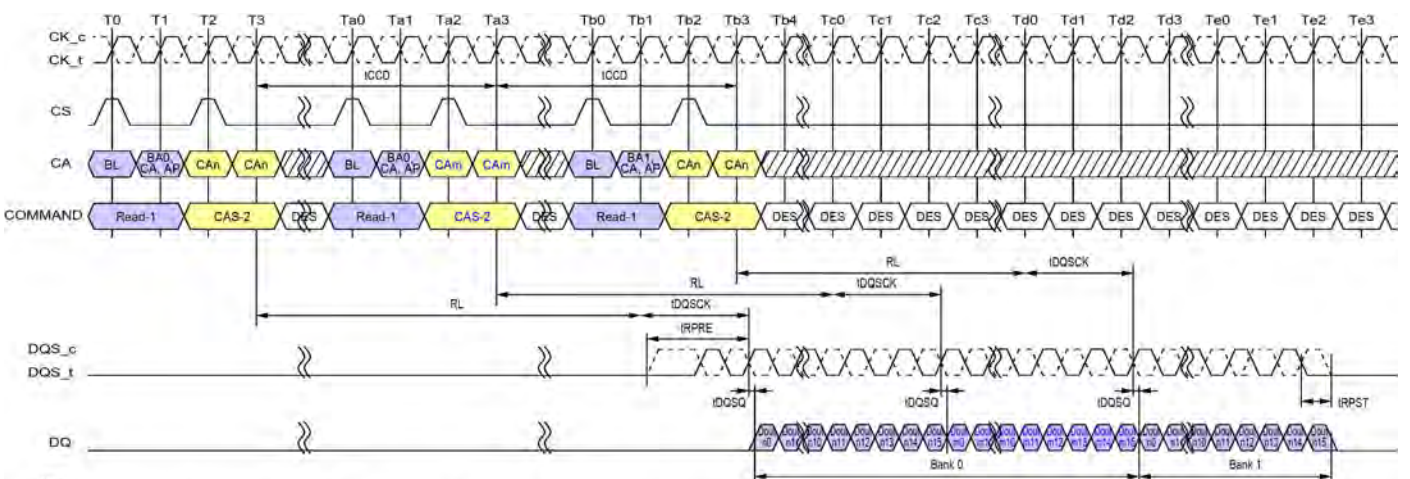 T0 T1 T2 T3 Ta0 Ta1 Ta2 Ta3 Tb0 Tb1 Tb2 Tb3 Tb4 Tc0 Tc1 Tc2 Tc3 Td0 Td1 Td2 Td3 Te0 Te1 Te2 Te3
CK_c
CK_t
tCCD tCCD
CS
CA BL BA0 CA, AP CAn CAn BL BA0 CA, AP CAm CAm BL BA1 CA, AP CAn CAn
COMMAND Read-1 CAS-2 DES Read-1 CAS-2 DES Read-1 CAS-2 DES DES DES DES DES DES DES DES DES DES DES DES DES
RL tDQSCK
RL tDQSCK
RL tDQSCK
tRPRE
DQS_c
DQS_t
tDQSQ tDQSQ tDQSQ tRPST
DQ
Bank 0 Bank 1